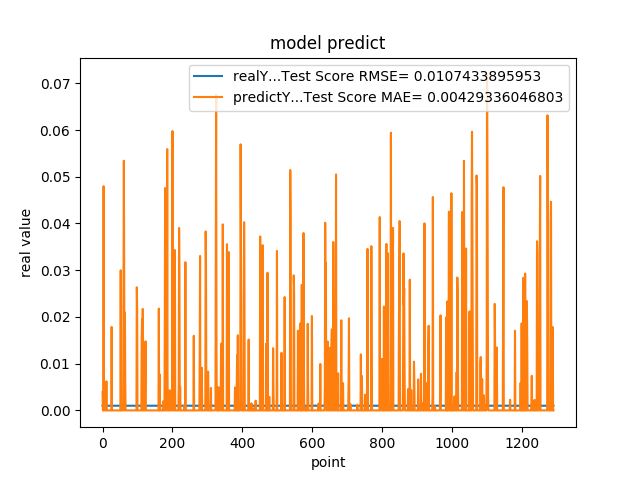 model predict
realY...Test Score RMSE= 0.0107433895953
predictY...Test Score MAE= 0.00429336046803
0.07
0.06
0.05
0.04
0.03
0.02
0.01
0.00
real value
0 200 400 600 800 1000 1200
point